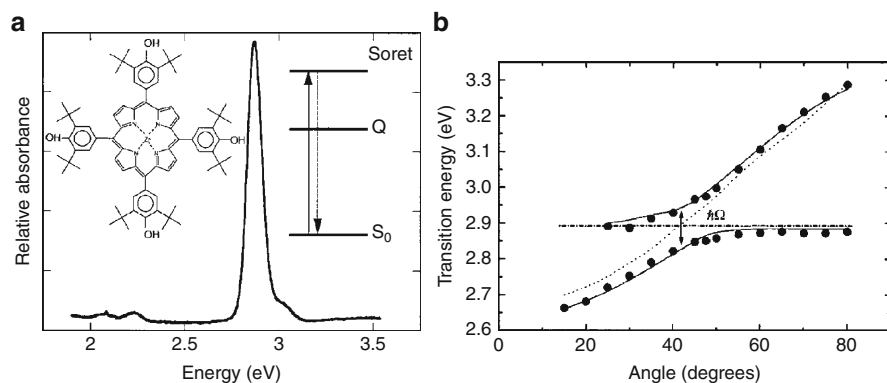 a
Relative absorbance
OH
OH
OH
OH
N
N
N
N
Soret
Q
S0
2
2.5
3
3.5
Energy (eV)
b
Transition energy (eV)
3.3
3.2
3.1
3.0
2.9
2.8
2.7
2.6
ℏΩ
0
20
40
60
80
Angle (degrees)